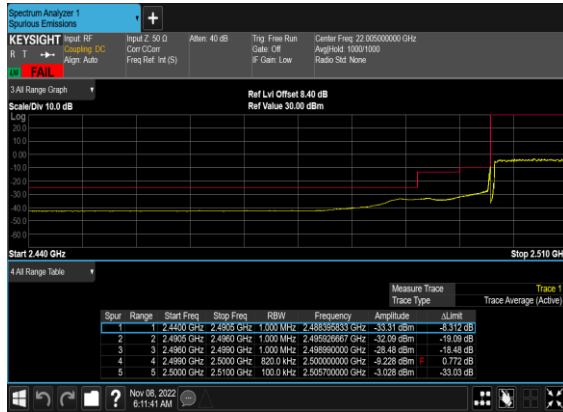 Spectrum Analyzer 1
Spurious Emissions
+
KEYSIGHT Input: RF Input Z: 50 Ω Atten: 40 dB Trig: Free Run Center Freq: 22.005000000 GHz
R T Coupling: DC Corr CCorr Gate: Off Avg|Hold: 1000/1000
Align: Auto Freq Ref: Int (S) IF Gain: Low Radio Std: None
FAIL
3 All Range Graph
Ref Lvl Offset 8.40 dB
Scale/Div 10.0 dB Ref Value 30.00 dBm
Log
20.0
10.0
0.00
-10.0
-20.0
-30.0
-40.0
-50.0
-60.0
Start 2.440 GHz Stop 2.510 GH
4 All Range Table
Measure Trace Trace 1
Trace Type Trace Average (Active)
Spur Range Start Freq Stop Freq RBW Frequency Amplitude ΔLimit
1 1 2.4400 GHz 2.4905 GHz 1.000 MHz 2.488395833 GHz -33.31 dBm -8.312 dB
2 2 2.4905 GHz 2.4960 GHz 1.000 MHz 2.495926667 GHz -32.09 dBm -19.09 dB
3 3 2.4960 GHz 2.4990 GHz 1.000 MHz 2.498990000 GHz -28.48 dBm -18.48 dB
4 4 2.4990 GHz 2.5000 GHz 820.0 kHz 2.500000000 GHz -9.228 dBm F 0.772 dB
5 5 2.5000 GHz 2.5100 GHz 100.0 kHz 2.505700000 GHz -3.028 dBm -33.03 dB
? Nov 08, 2022
6:11:41 AM